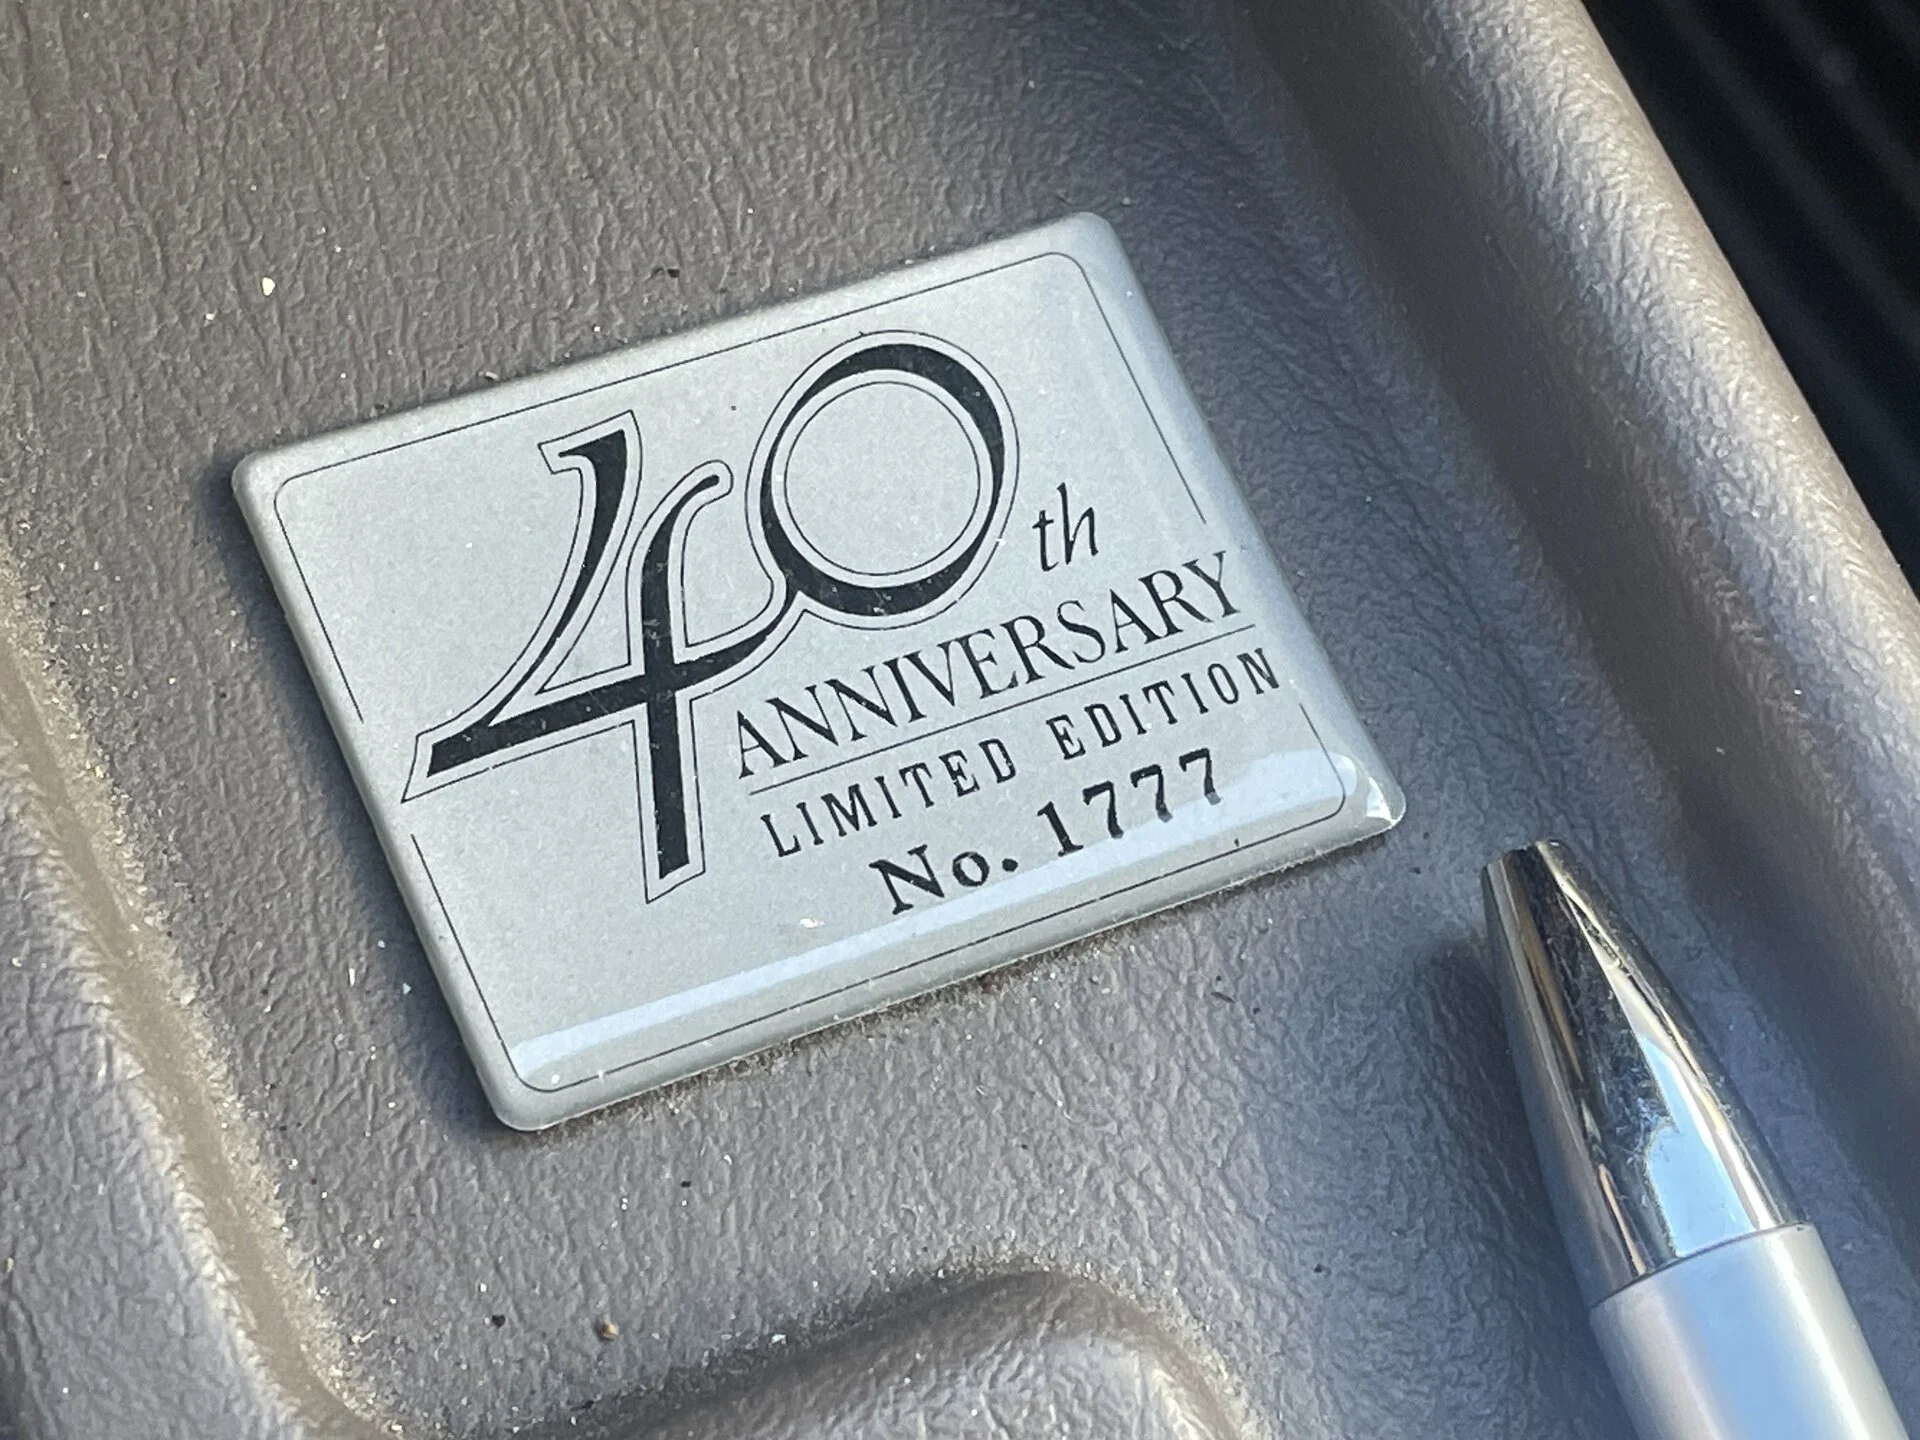 40th
ANNIVERSARY
LIMITED EDITION
No. 1777